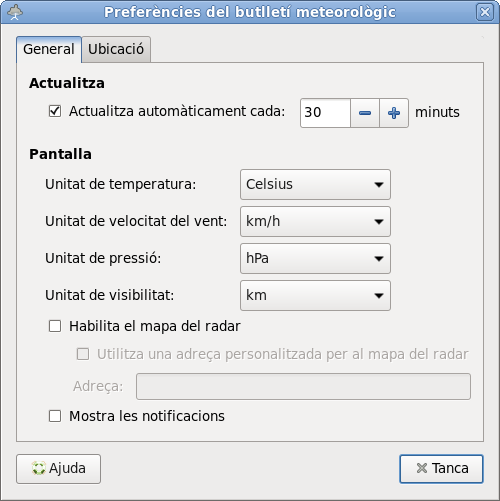 Preferències del butlletí meteorològic
General Ubicació
Actualitza
Actualitza automàticament cada: 30 minuts
Pantalla
Unitat de temperatura: Celsius
Unitat de velocitat del vent: km/h
Unitat de pressió: hPa
Unitat de visibilitat: km
Habilita el mapa del radar
Utilitza una adreça personalitzada per al mapa del radar
Adreça:
Mostra les notificacions
Ajuda Tanca